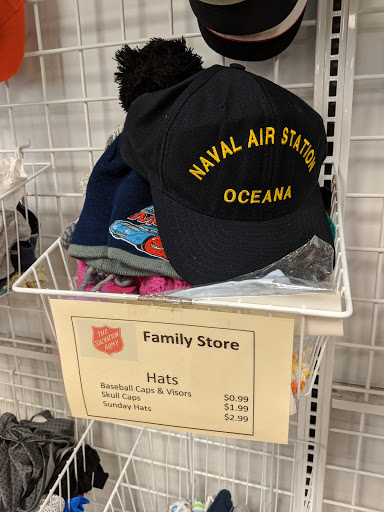 NAVAL AIR STATION
OCEANA
THE
SALVATION
ARMY
Family Store
Hats
Baseball Caps & Visors $0.99
Skull Caps $1.99
Sunday Hats $2.99